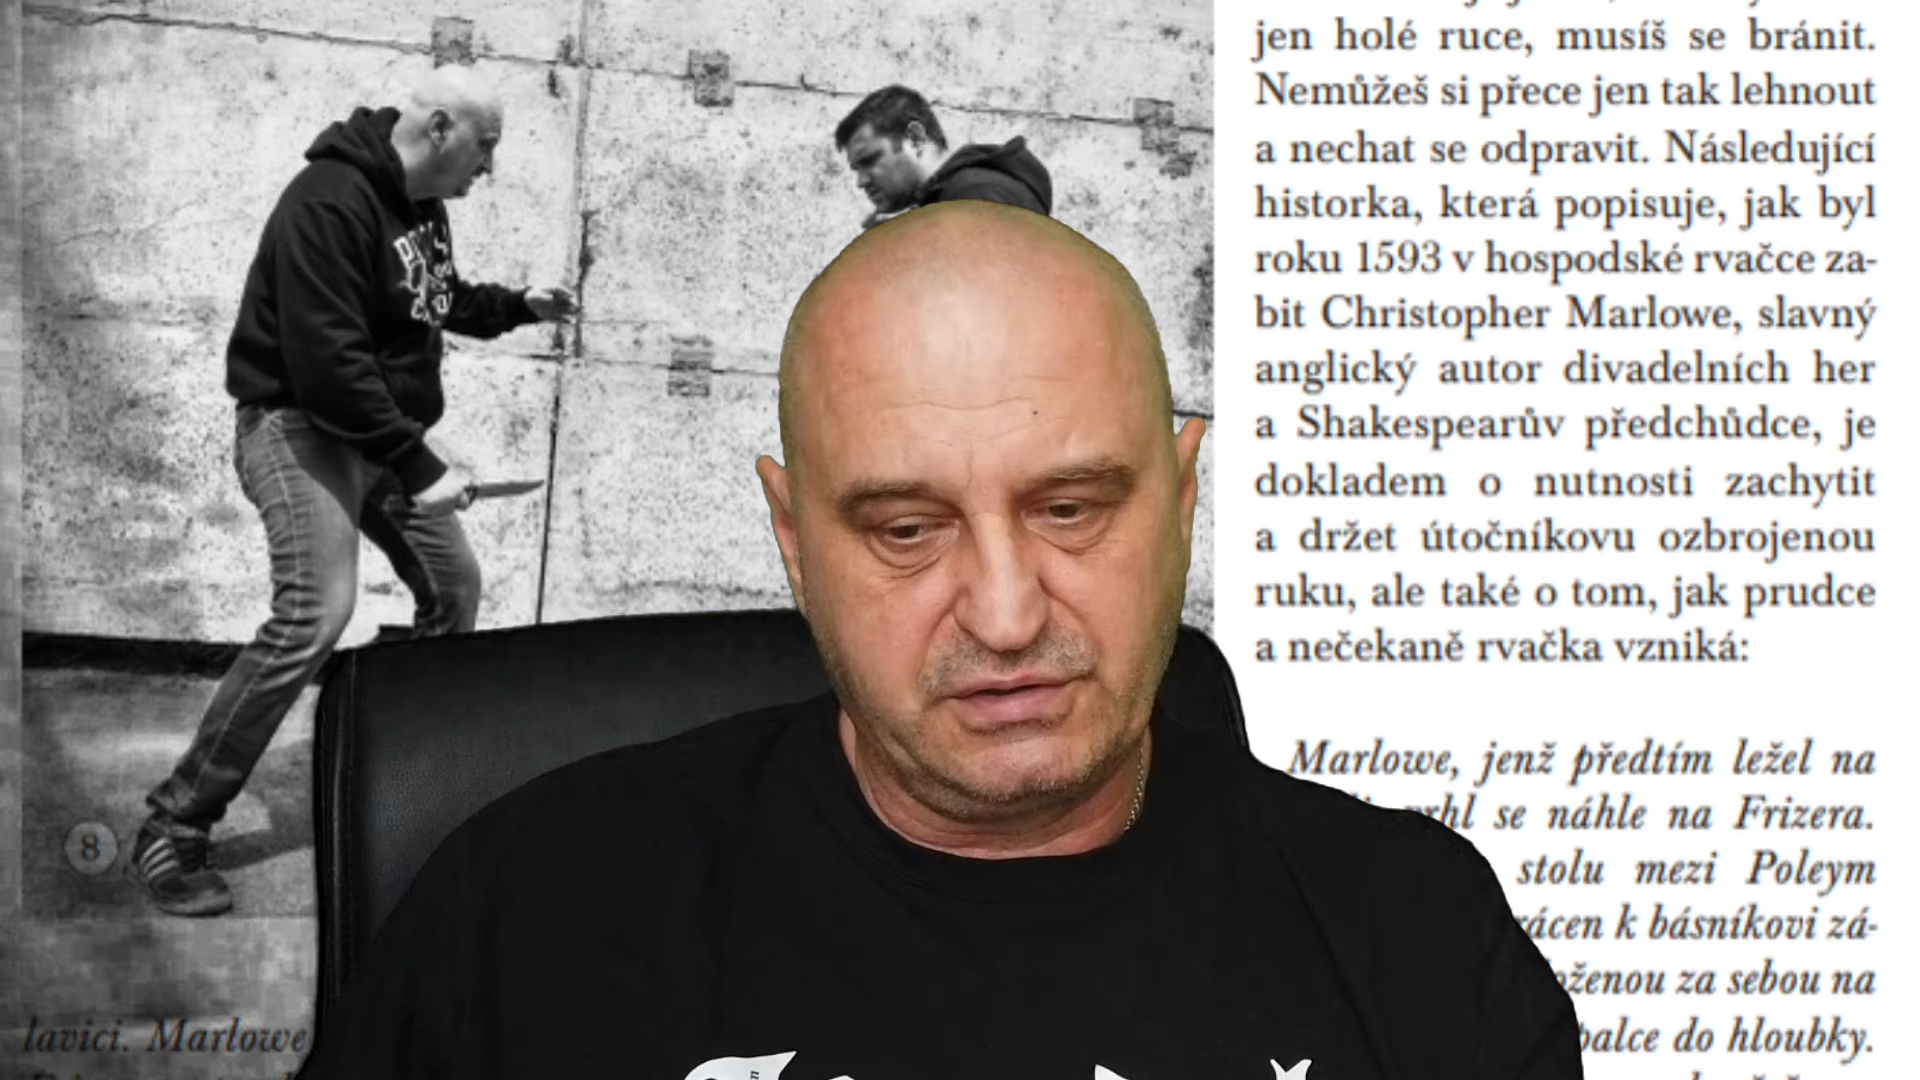 jen holé ruce, musíš se bránit.
Nemůžeš si přece jen tak lehnout
a nechat se odpravit. Následující
historka, která popisuje, jak byl
roku 1593 v hospodské rvačce za-
bit Christopher Marlowe, slavný
anglický autor divadelních her
a Shakespearův předchůdce, je
dokladem o nutnosti zachytit
a držet útočníkovu ozbrojenou
ruku, ale také o tom, jak prudce
a nečekaně rvačka vzniká:
Marlowe, jenž předtím ležel na
se náhle na Frizera.
stolu mezi Poleym
k básníkovi zá-
za sebou na
palce do hloubky.
8
lavici. Marlowe